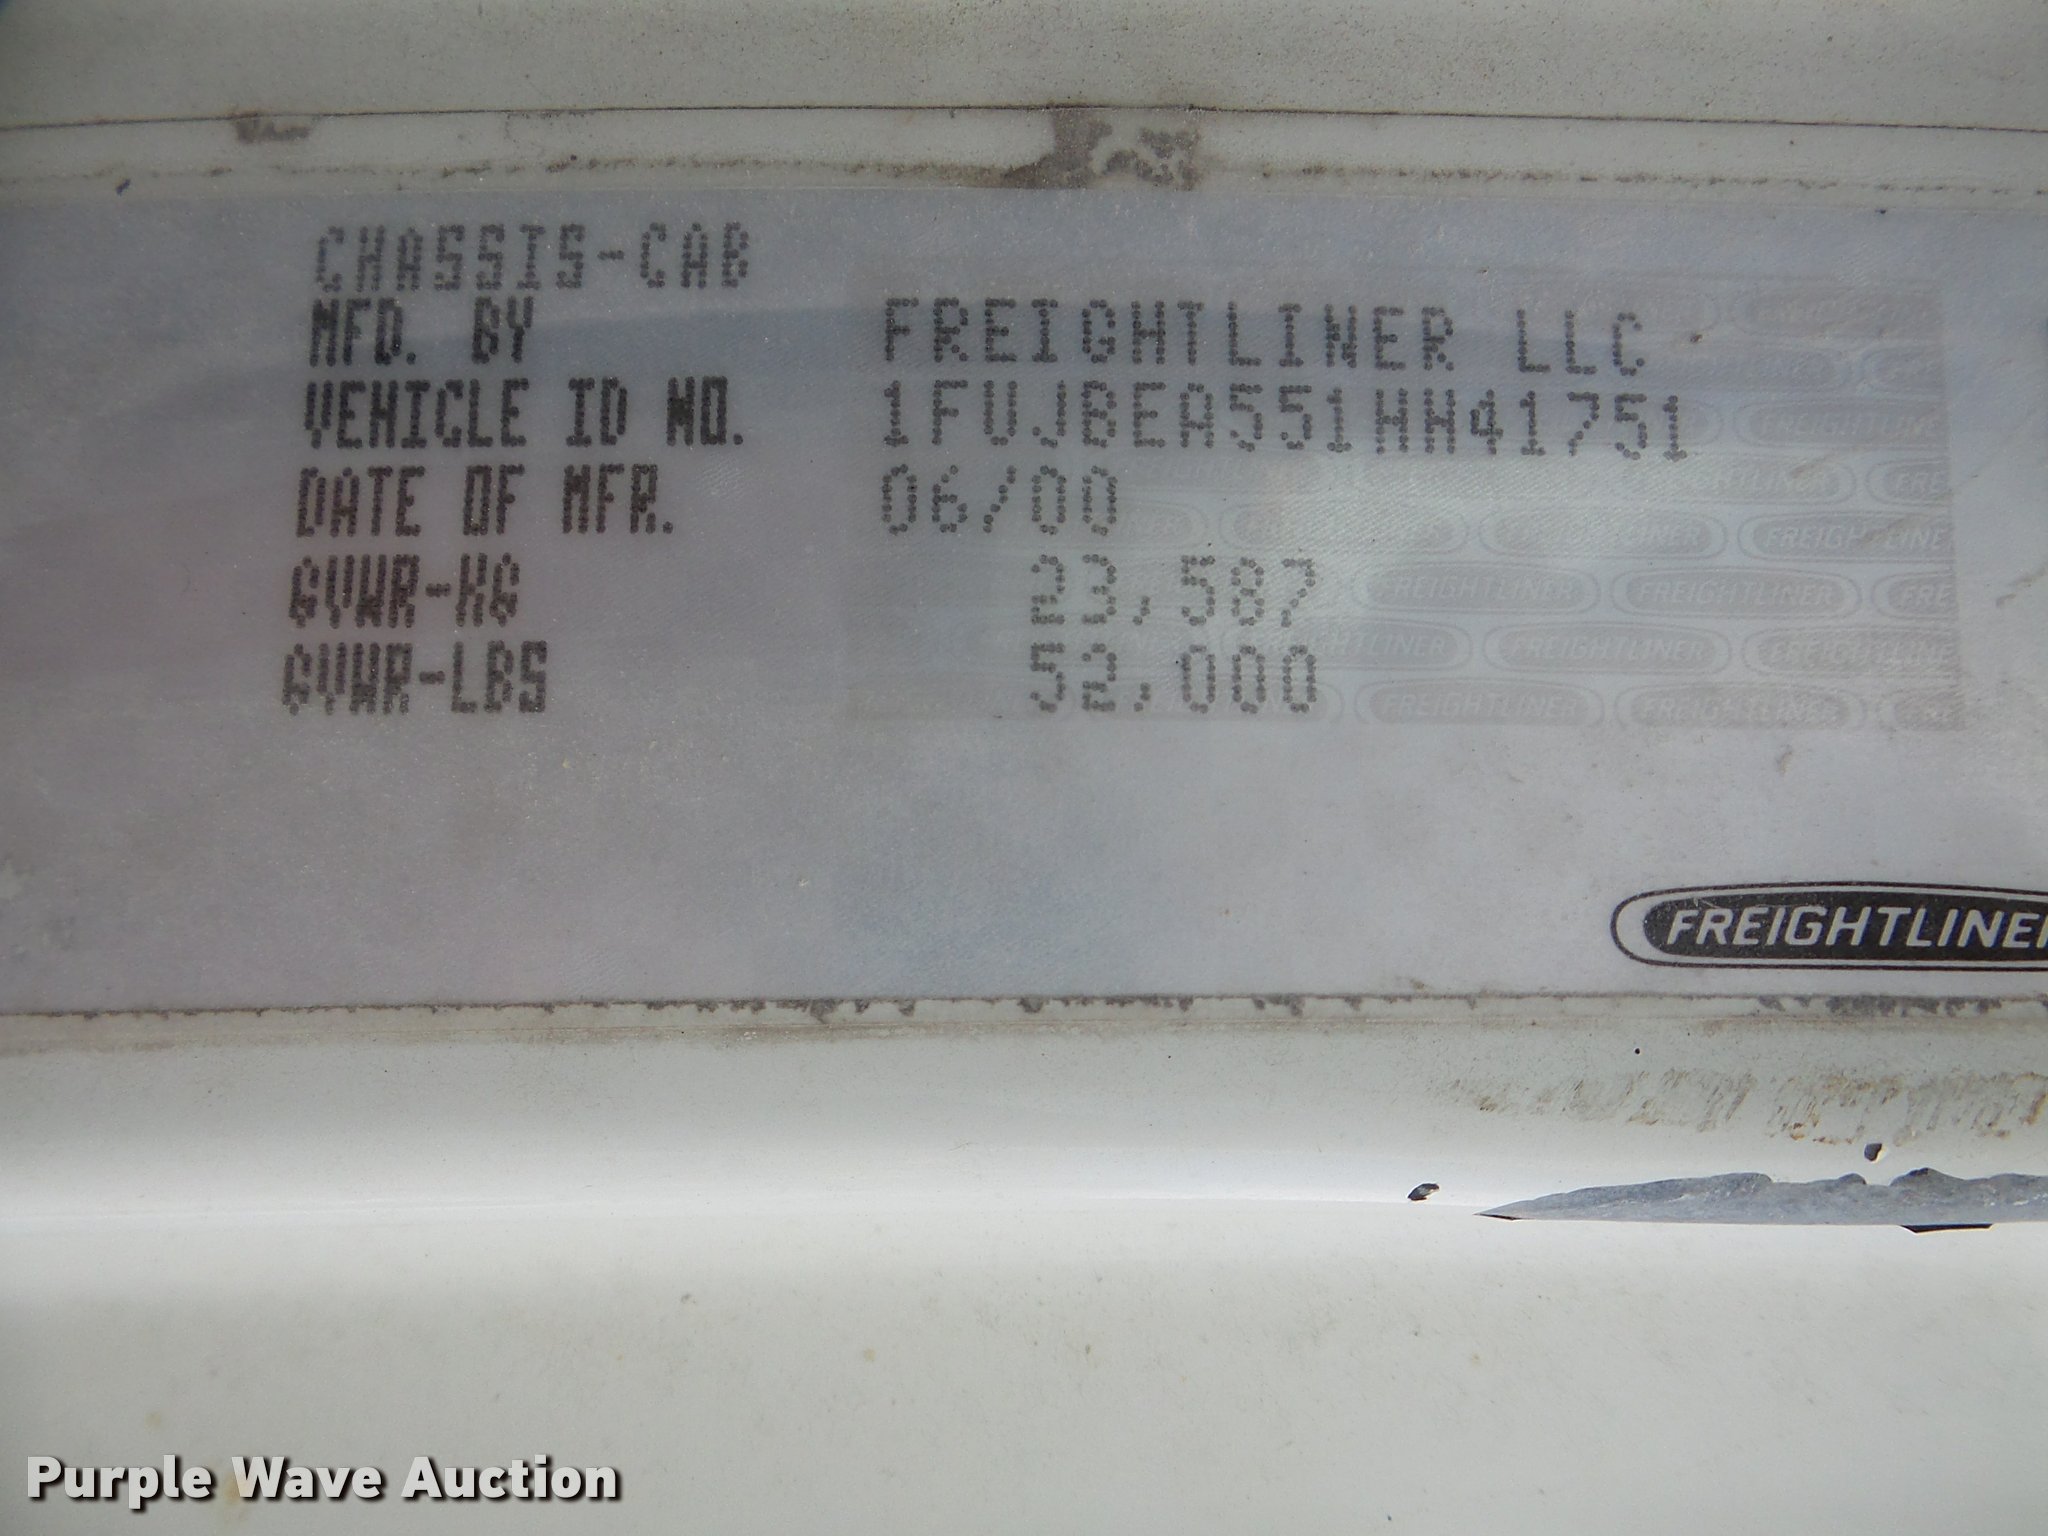 CHASSIS-CAB
MFD. BY FREIGHTLINER LLC
VEHICLE ID NO. 1FVJBEAS51HH41751
DATE OF MFR. 06/00
GVWR-KG 23,587
GVWR-LBS 52,000
FREIGHTLINER
Purple Wave Auction